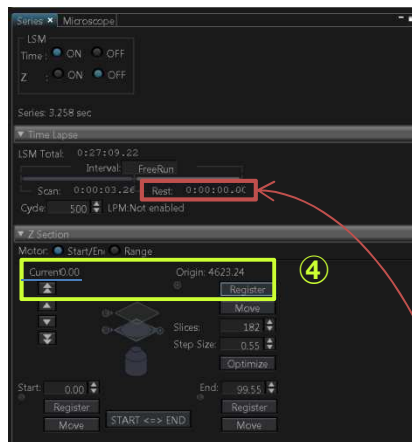 Series × Microscope
LSM
Time : ON OFF
Z : ON OFF
Series: 3.258 sec
▼ Time Lapse
LSM Total: 0:27:09.22
Interval: FreeRun
Scan: 0:00:03.26 Rest: 0:00:00.00
Cycle: 500 LPM:Not enabled
▼ Z Section
Motor: Start/End Range
Current0.00 Origin: 4623.24
④
Register
Move
Slices: 182
Step Size: 0.55
Optimize
Start: 0.00 End: 99.55
Register START <=> END Register
Move Move